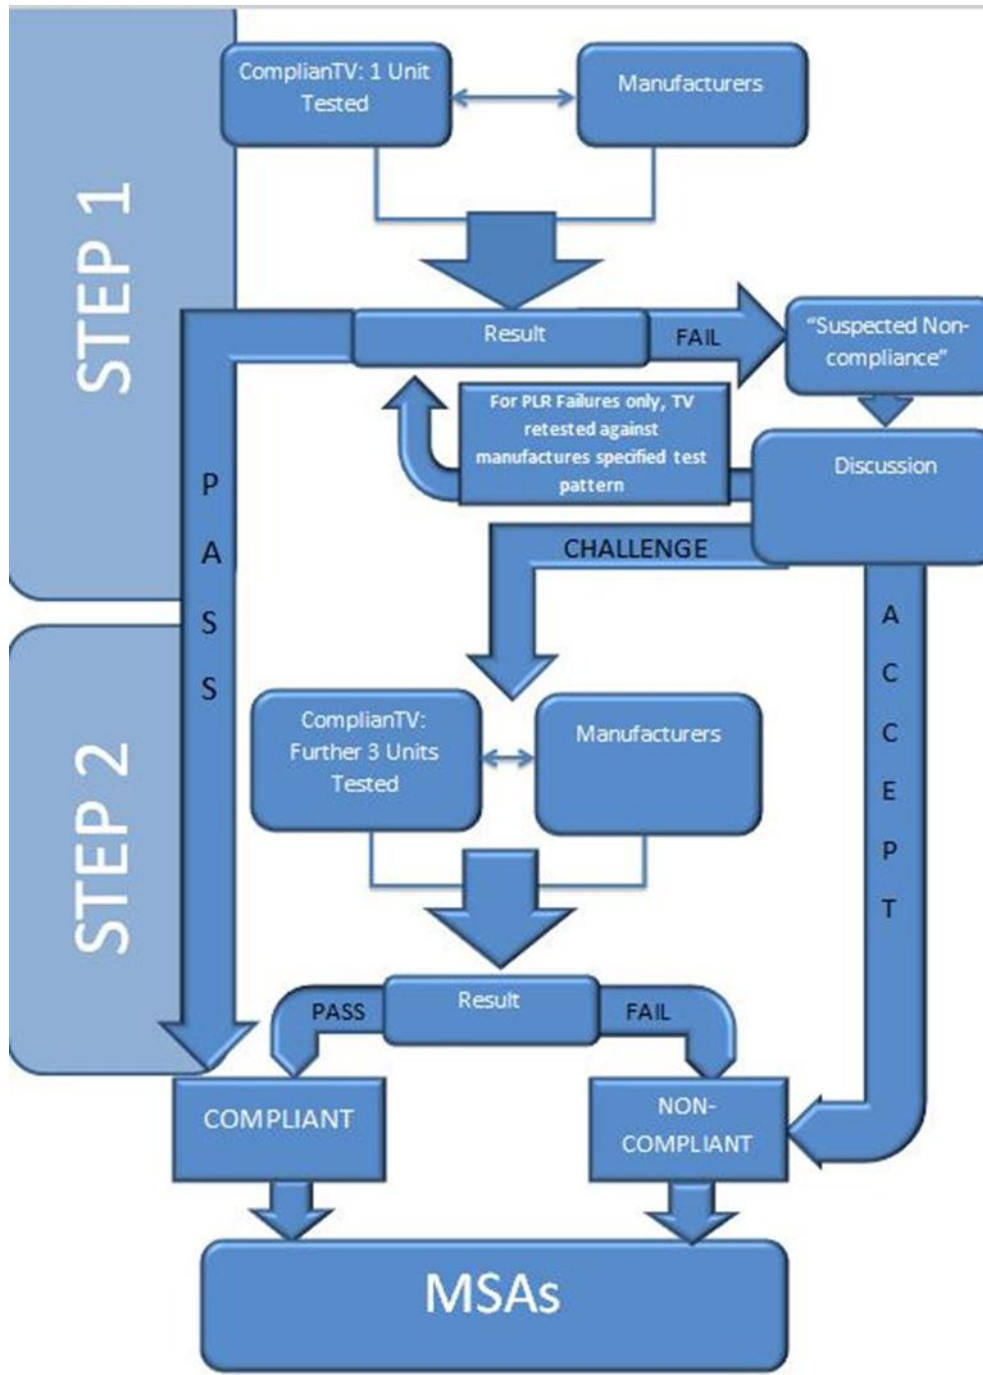 STEP 1
ComplianTV: 1 Unit
Tested
Manufacturers
Result
FAIL
“Suspected Non-
compliance”
For PLR Failures only, TV
retested against
manufactures specified test
pattern
Discussion
PASS
CHALLENGE
ACCEPT
STEP 2
ComplianTV:
Further 3 Units
Tested
Manufacturers
Result
PASS
FAIL
COMPLIANT
NON-
COMPLIANT
MSAs